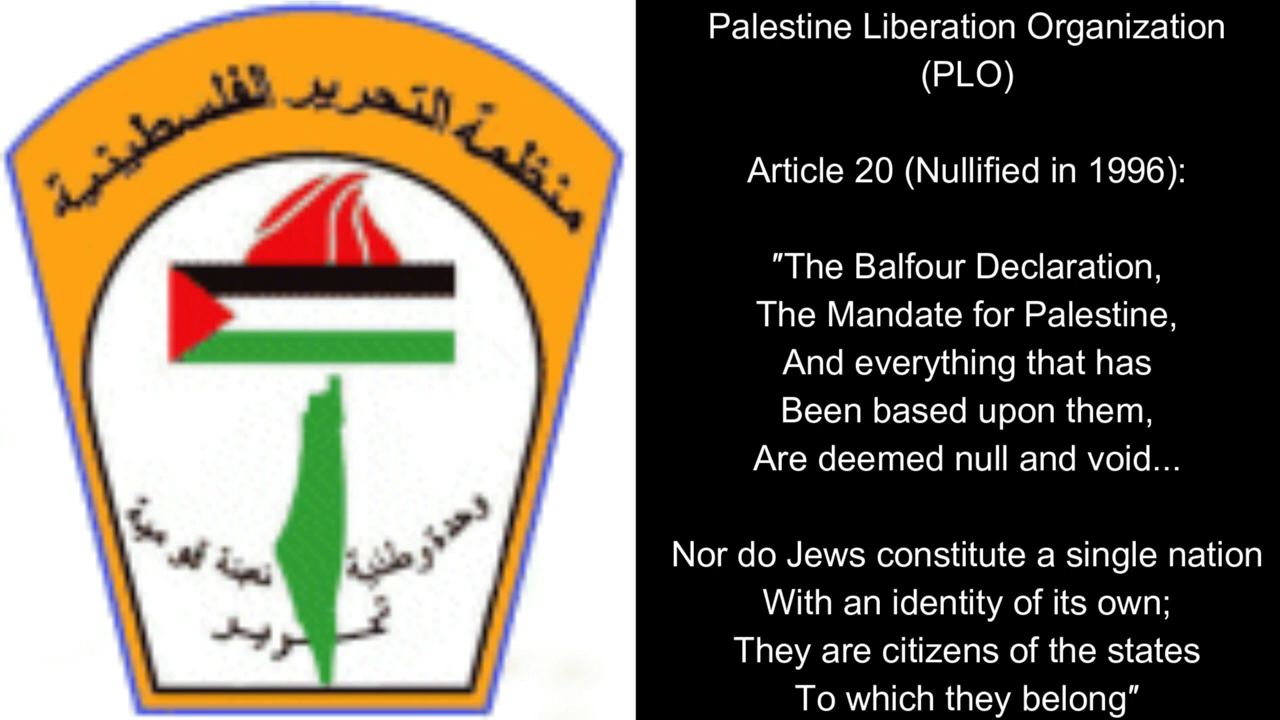 منظمة التحرير الفلسطينية
وحدة وطنية تعبئة قومية
تحرير
Palestine Liberation Organization
(PLO)
Article 20 (Nullified in 1996):
"The Balfour Declaration,
The Mandate for Palestine,
And everything that has
Been based upon them,
Are deemed null and void...
Nor do Jews constitute a single nation
With an identity of its own;
They are citizens of the states
To which they belong"